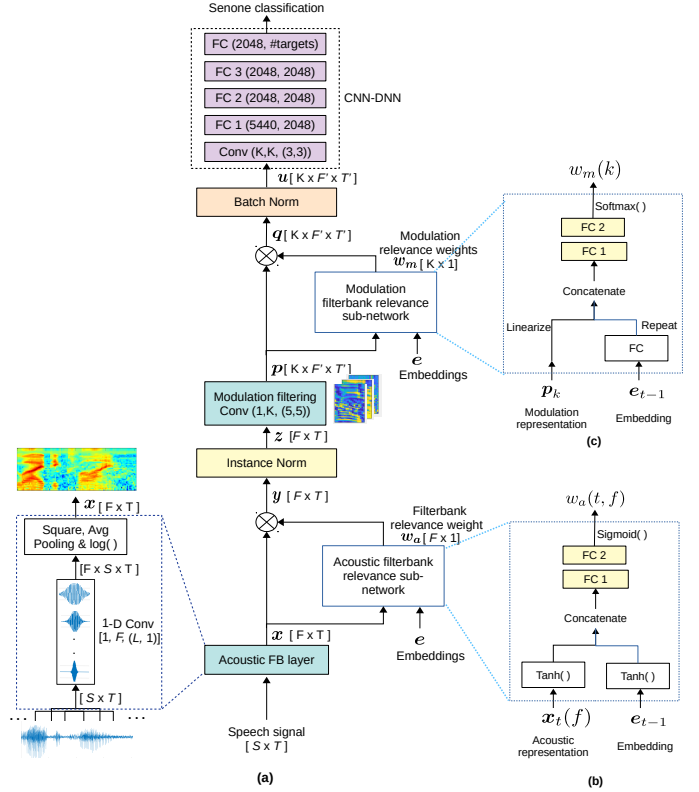 Senone classification
FC (2048, #targets)
FC 3 (2048, 2048)
FC 2 (2048, 2048)
FC 1 (5440, 2048)
Conv (K,K, (3,3))
CNN-DNN
u [ K x F' x T' ]
Batch Norm
q [ K x F' x T' ]
Modulation
relevance weights
w_m [ K x 1]
Modulation
filterbank relevance
sub-network
e
Embeddings
p [K x F' x T' ]
Modulation filtering
Conv (1,K, (5,5))
z [F x T ]
Instance Norm
y [F x T ]
Filterbank
relevance weight
w_a [F x 1]
Acoustic filterbank
relevance sub-
network
e
Embeddings
x [ F x T ]
Acoustic FB layer
Speech signal
[ S x T ]
(a)
x [ F x T ]
Square, Avg
Pooling & log( )
[F x S x T ]
1-D Conv
[1, F, (L, 1)]
[ S x T ]
w_m(k)
Softmax( )
FC 2
FC 1
Concatenate
Linearize
Repeat
FC
p_k
e_{t−1}
Modulation
representation
Embedding
(c)
w_a(t, f)
Sigmoid( )
FC 2
FC 1
Concatenate
Tanh( )
Tanh( )
x_t(f)
e_{t−1}
Acoustic
representation
Embedding
(b)